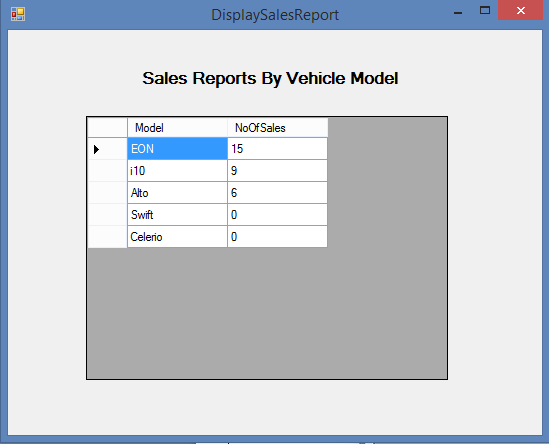 DisplaySalesReport
Sales Reports By Vehicle Model
Model NoOfSales
EON 15
i10 9
Alto 6
Swift 0
Celerio 0